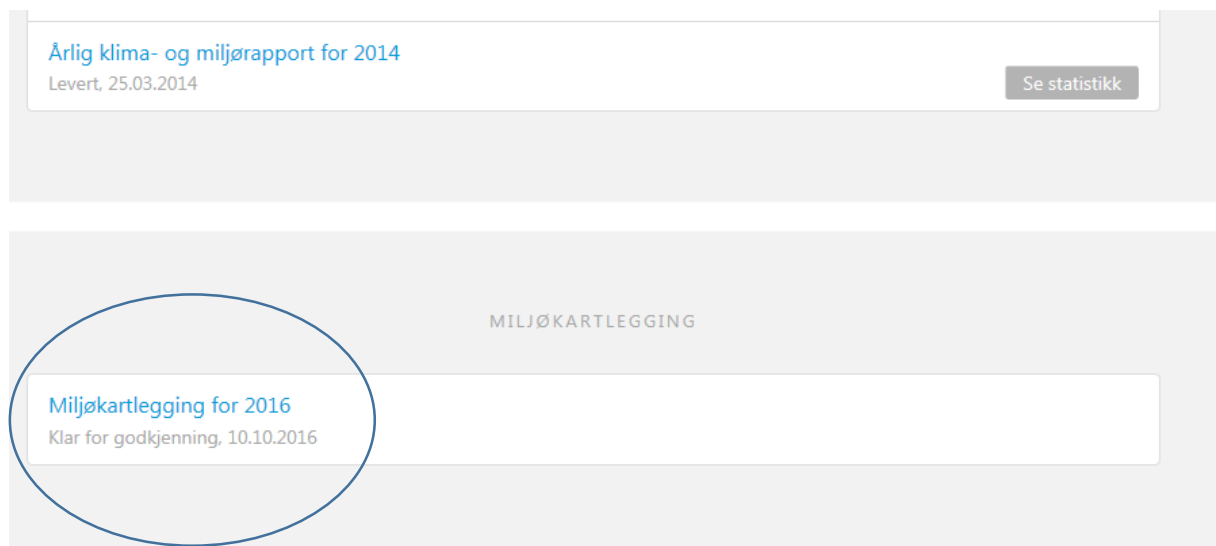 Årlig klima- og miljørapport for 2014
Levert, 25.03.2014
Se statistikk
MILJØKARTLEGGING
Miljøkartlegging for 2016
Klar for godkjenning, 10.10.2016